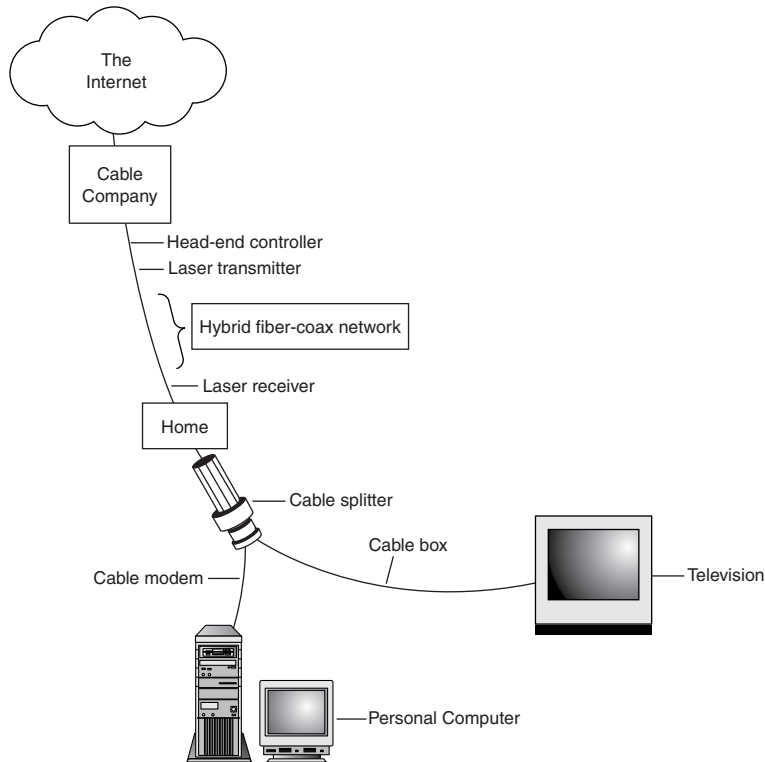 The
Internet
Cable
Company
Head-end controller
Laser transmitter
Hybrid fiber-coax network
Laser receiver
Home
Cable splitter
Cable box
Cable modem
Television
Personal Computer